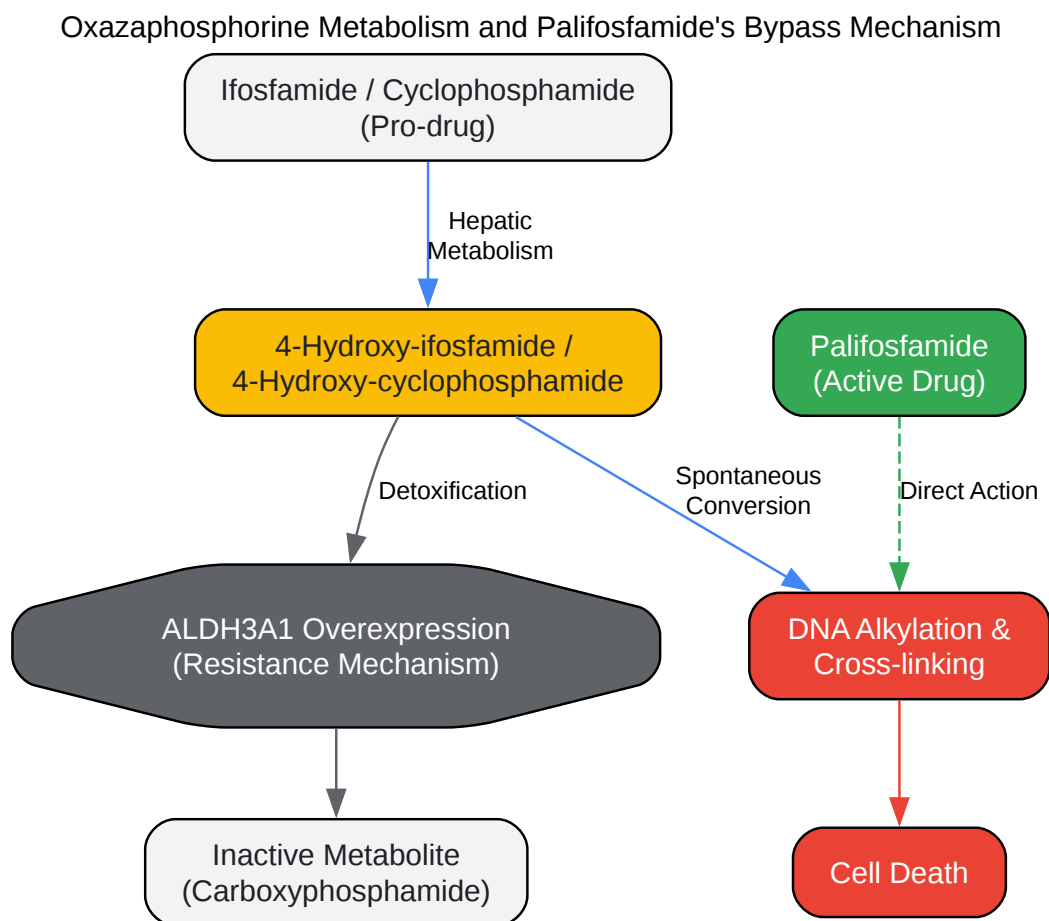 Oxazaphosphorine Metabolism and Palifosfamide's Bypass Mechanism
Ifosfamide / Cyclophosphamide
(Pro-drug)
Hepatic
Metabolism
4-Hydroxy-ifosfamide /
4-Hydroxy-cyclophosphamide
Palifosfamide
(Active Drug)
Detoxification
Spontaneous
Conversion
Direct Action
ALDH3A1 Overexpression
(Resistance Mechanism)
DNA Alkylation &
Cross-linking
Inactive Metabolite
(Carboxyphosphamide)
Cell Death